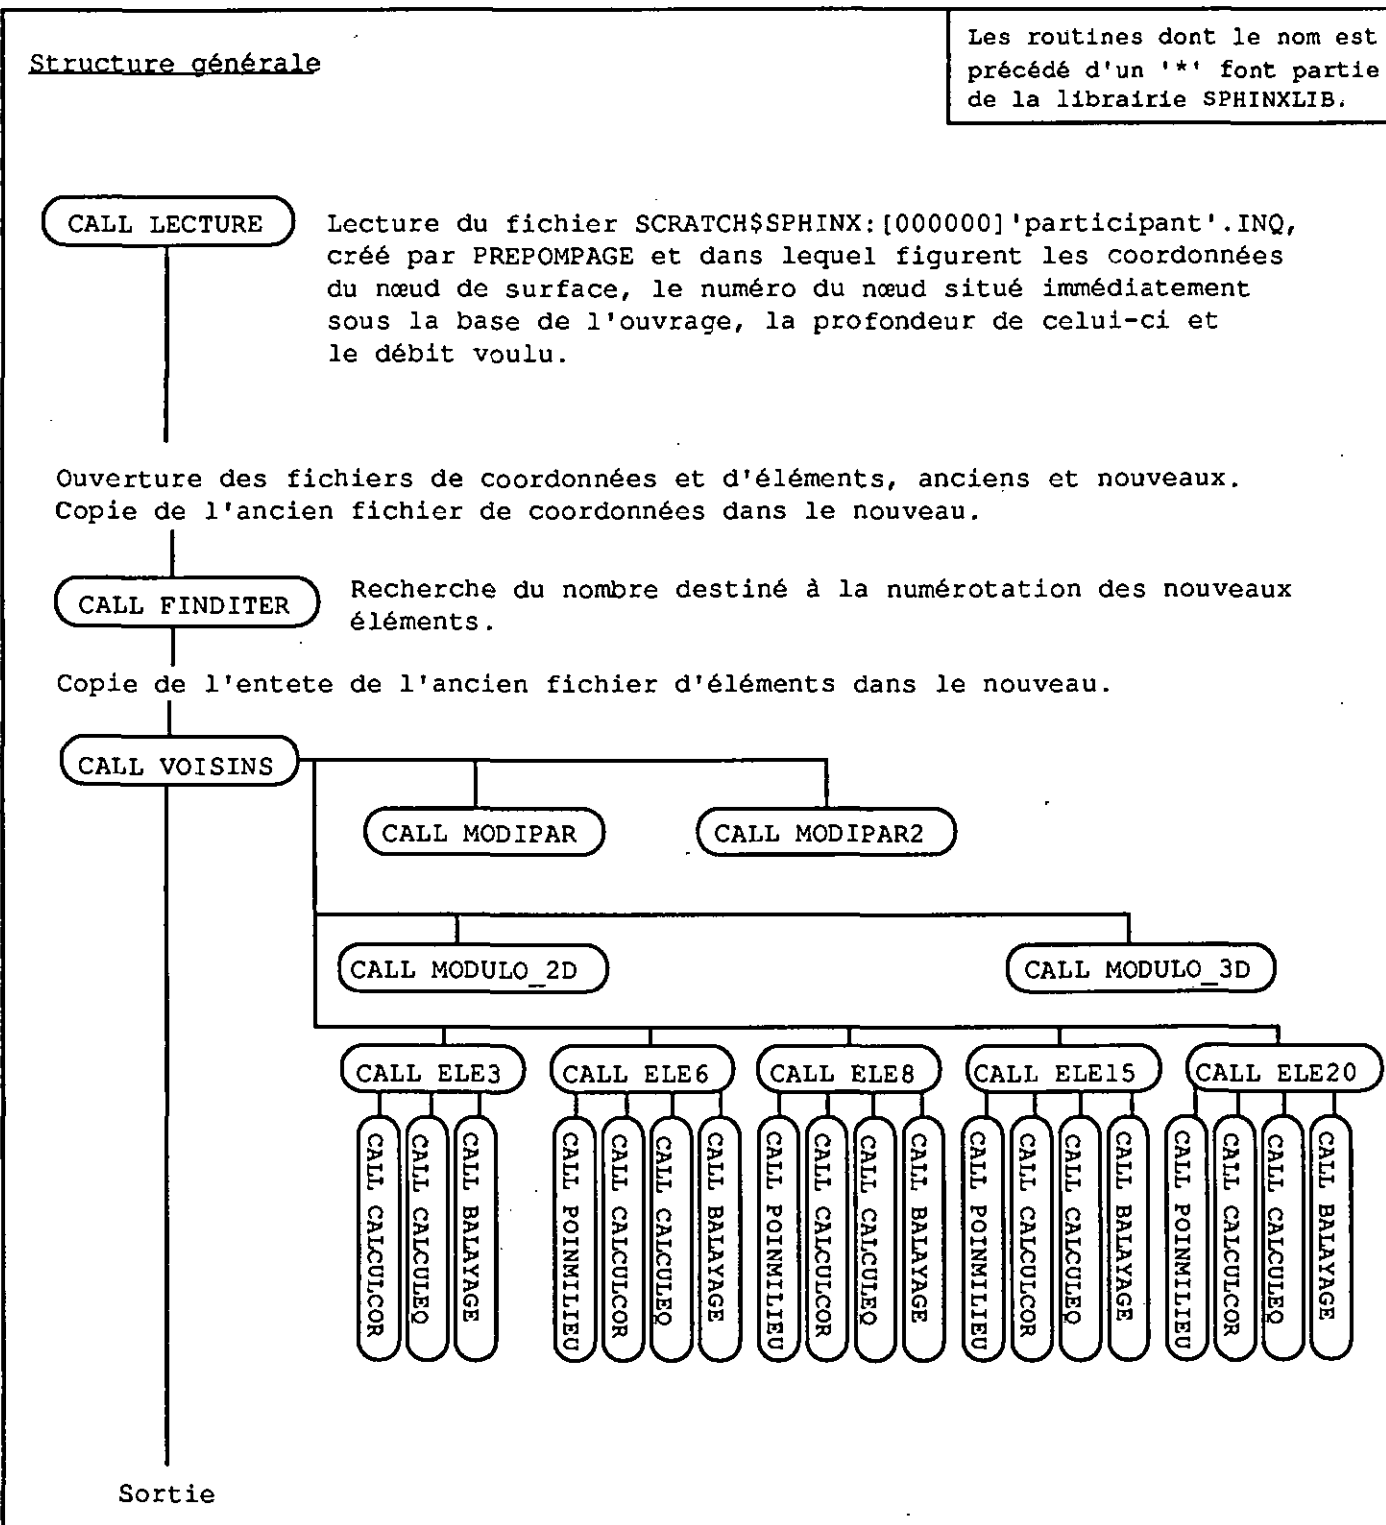 Structure générale
Les routines dont le nom est
précédé d'un '*' font partie
de la librairie SPHINXLIB.
CALL LECTURE
Lecture du fichier SCRATCH$SPHINX:[000000]'participant'.INQ,
créé par PREPOMPAGE et dans lequel figurent les coordonnées
du nœud de surface, le numéro du nœud situé immédiatement
sous la base de l'ouvrage, la profondeur de celui-ci et
le débit voulu.
Ouverture des fichiers de coordonnées et d'éléments, anciens et nouveaux.
Copie de l'ancien fichier de coordonnées dans le nouveau.
CALL FINDITER
Recherche du nombre destiné à la numérotation des nouveaux
éléments.
Copie de l'entete de l'ancien fichier d'éléments dans le nouveau.
CALL VOISINS
CALL MODIPAR
CALL MODIPAR2
CALL MODULO_2D
CALL MODULO_3D
CALL ELE3
CALL ELE6
CALL ELE8
CALL ELE15
CALL ELE20
CALL CALCULCOR
CALL CALCULEQ
CALL BALAYAGE
CALL POINMILIEU
CALL CALCULCOR
CALL CALCULEQ
CALL BALAYAGE
CALL POINMILIEU
CALL CALCULCOR
CALL CALCULEQ
CALL BALAYAGE
CALL POINMILIEU
CALL CALCULCOR
CALL CALCULEQ
CALL BALAYAGE
CALL POINMILIEU
CALL CALCULCOR
CALL CALCULEQ
CALL BALAYAGE
Sortie